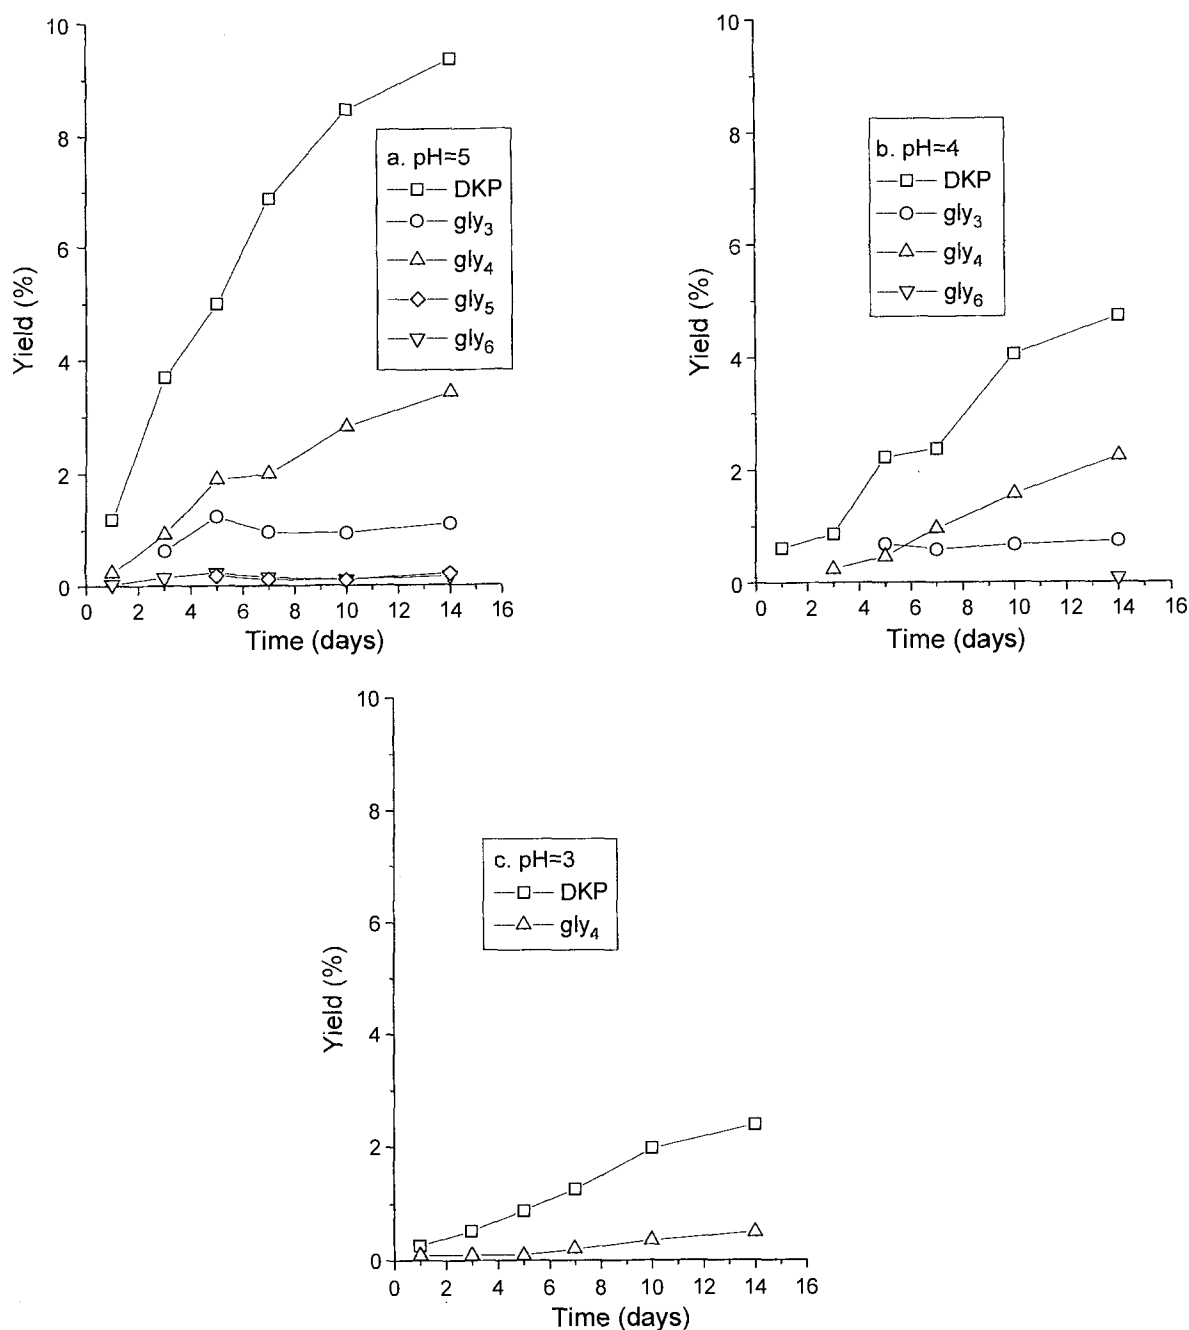 10
8
6
4
2
0
Yield (%)
a. pH=5
DKP
gly₃
gly₄
gly₅
gly₆
0 2 4 6 8 10 12 14 16
Time (days)
10
8
6
4
2
0
Yield (%)
b. pH=4
DKP
gly₃
gly₄
gly₆
0 2 4 6 8 10 12 14 16
Time (days)
10
8
6
4
2
0
Yield (%)
c. pH=3
DKP
gly₄
0 2 4 6 8 10 12 14 16
Time (days)